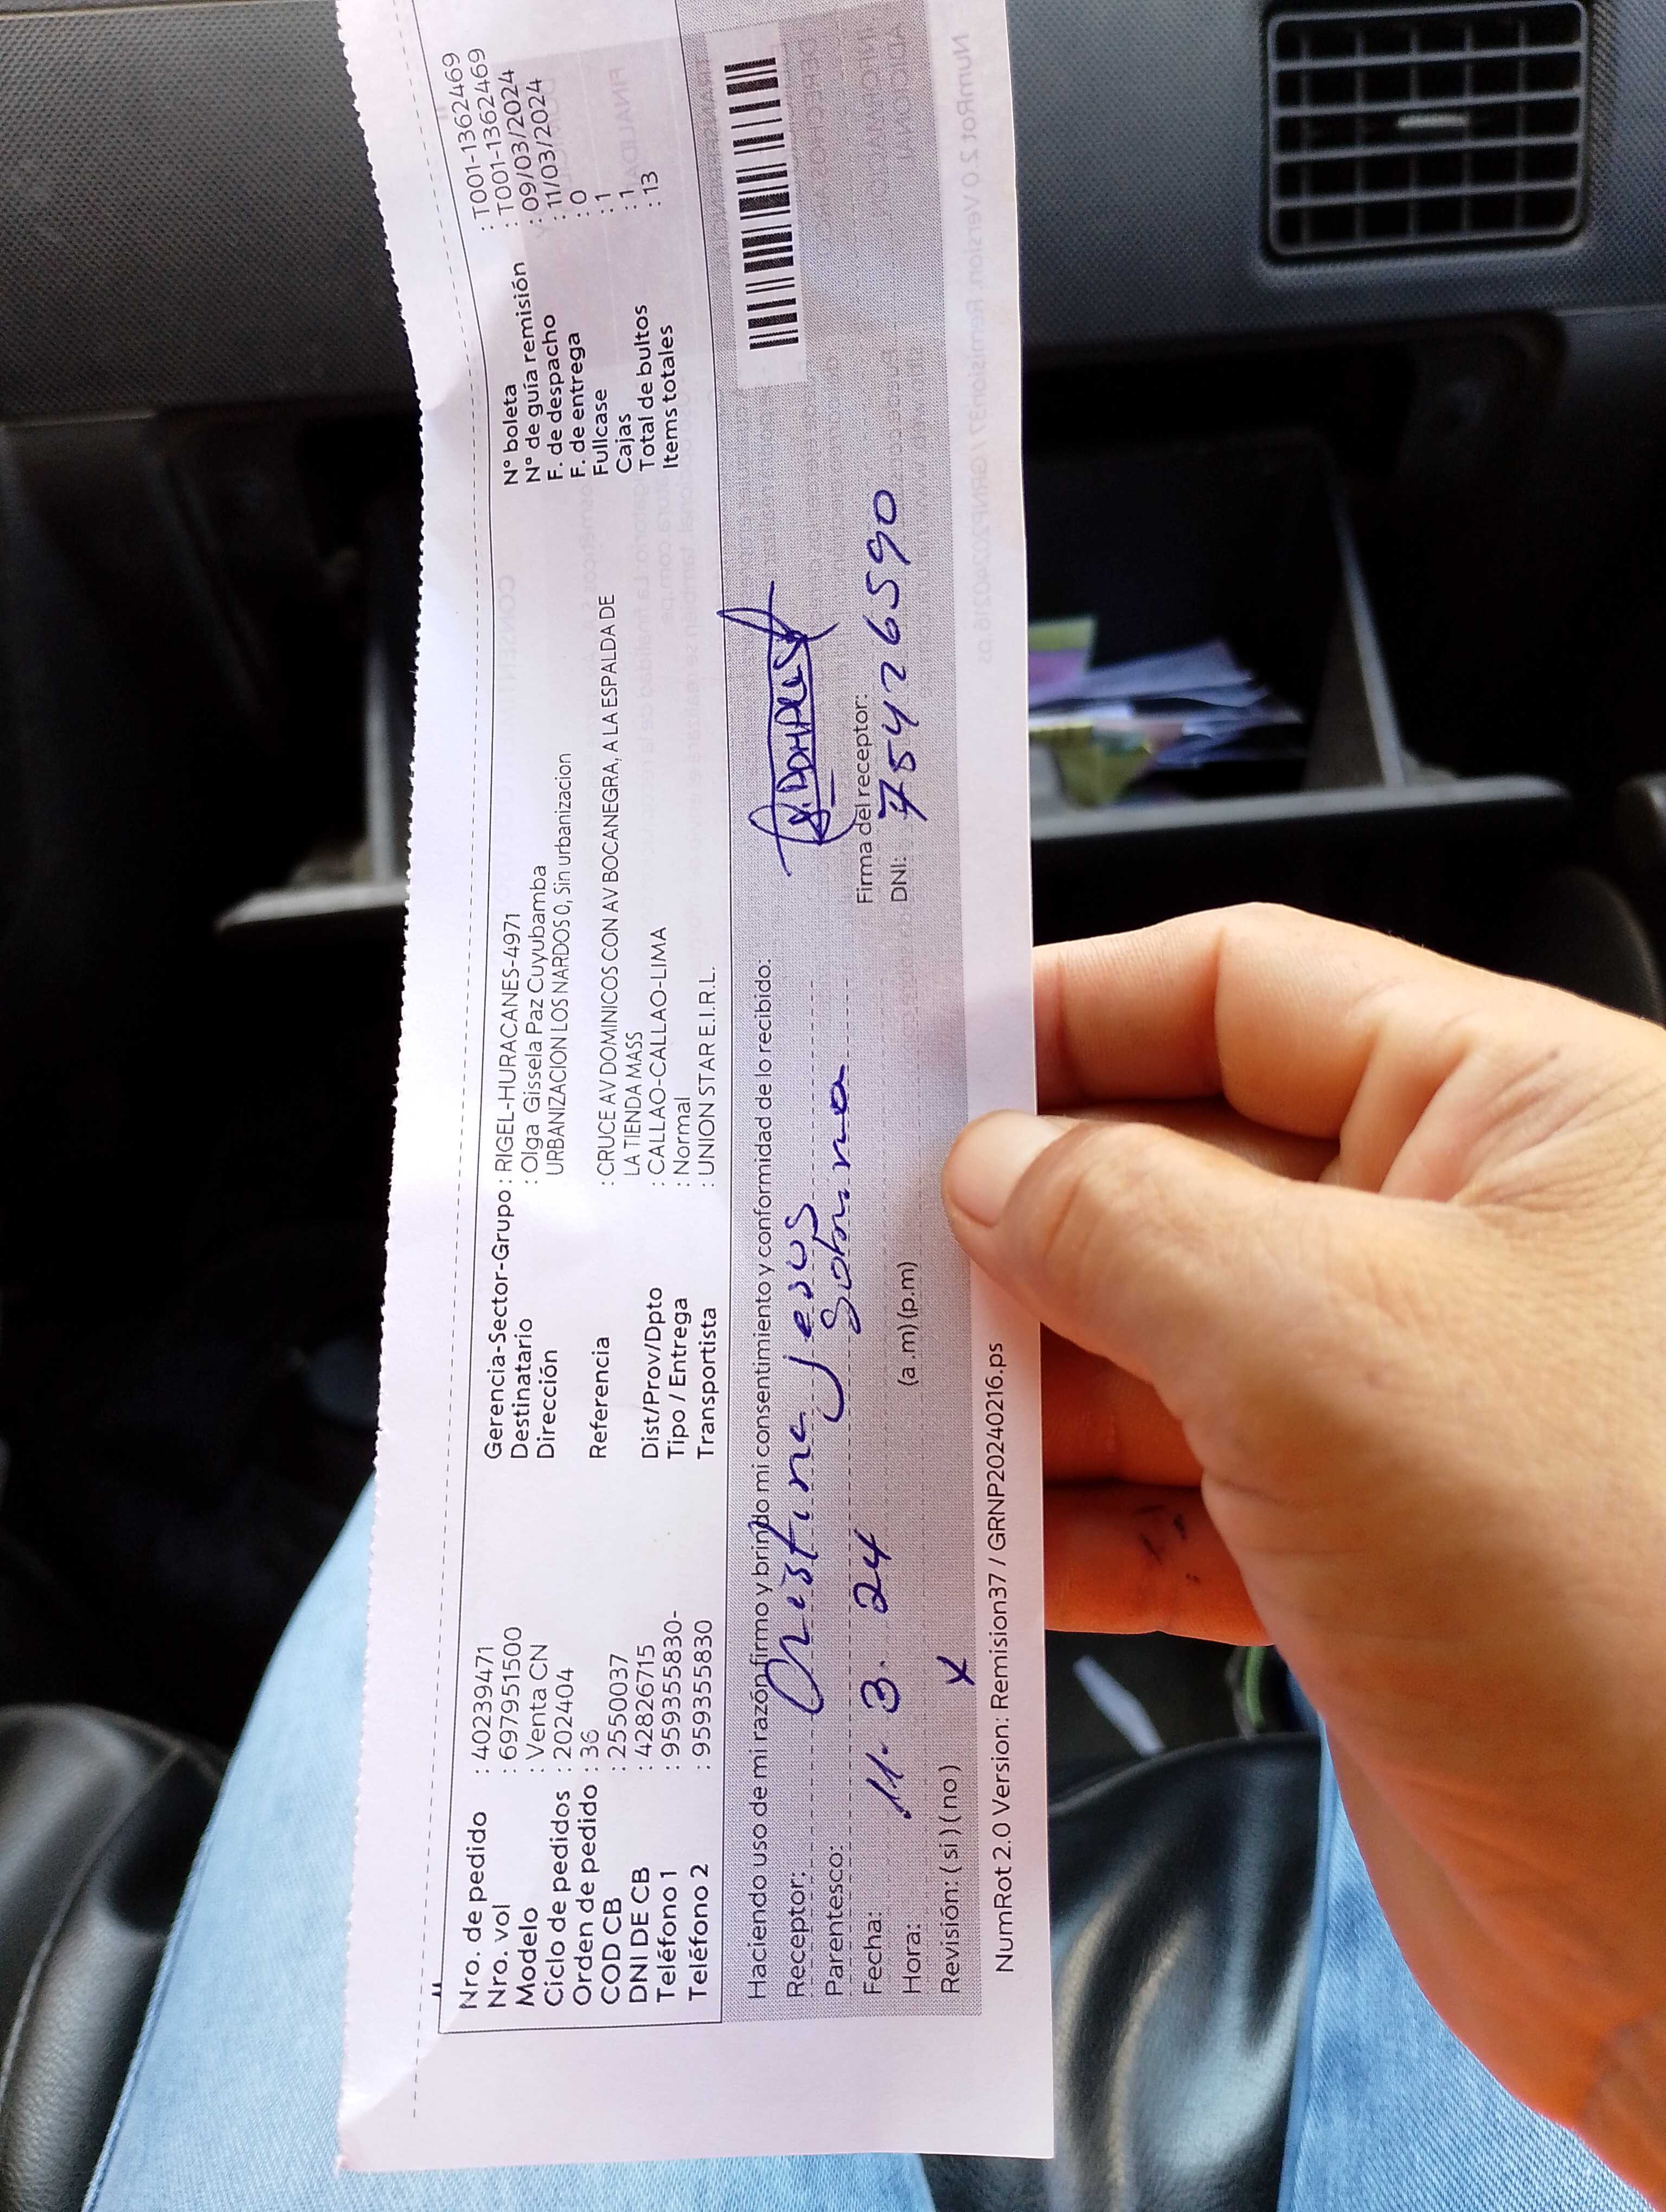 Nro. de pedido : 40239471
Nro. vol : 697951500
Modelo : Venta CN
Ciclo de pedidos : 202404
Orden de pedido : 36
COD CB : 2550037
DNI DE CB : 42826715
Teléfono 1 : 959355830-
Teléfono 2 : 959355830
Gerencia-Sector-Grupo : RIGEL-HURACANES-4971
Destinatario : Olga Gissela Paz Cuyubamba
Dirección URBANIZACION LOS NARDOS 0, Sin urbanizacion
Referencia : CRUCE AV DOMINICOS CON AV BOCANEGRA, A LA ESPALDA DE
LA TIENDA MASS
Dist/Prov/Dpto : CALLAO-CALLAO-LIMA
Tipo / Entrega : Normal
Transportista : UNION STAR E.I.R.L.
N° boleta : T001-1362469
N° de guía remisión : T001-1362469
F. de despacho : 09/03/2024
F. de entrega : 11/03/2024
Fullcase : 0
Cajas : 1
Total de bultos : 1
Items totales : 13
Haciendo uso de mi razón firmo y brindo mi consentimiento y conformidad de lo recibido:
Receptor: Cristina jesus
Parentesco: Sobrina
Fecha: 11. 3. 24
Hora: (a.m) (p.m)
Revisión: ( si ) ( no ) x
Firma del receptor:
DNI: 75426590
NumRot 2.0 Version: Remision37 / GRNP20240216.ps